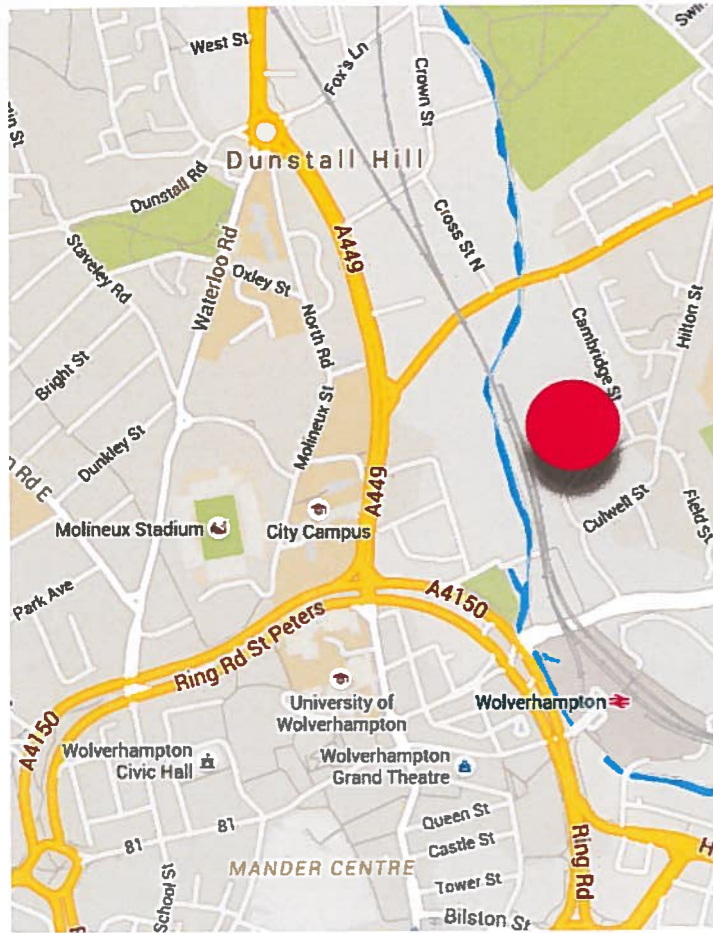 West St
Fox's Ln
Crown St
Dunstall Hill
Dunstall Rd
A449
Cross St N
Staveley Rd
Waterloo Rd
Oxley St
North Rd
Cambridge St
Hilton St
Bright St
Molineux St
Dunkley St
Rd E
A449
Molineux Stadium
City Campus
Culwell St
Field St
Park Ave
A4150
Ring Rd St Peters
University of
Wolverhampton
Wolverhampton
A4150
Wolverhampton
Civic Hall
Wolverhampton
Grand Theatre
Queen St
81
81
Castle St
Ring Rd
School St
MANDER CENTRE
Tower St
Bilston St